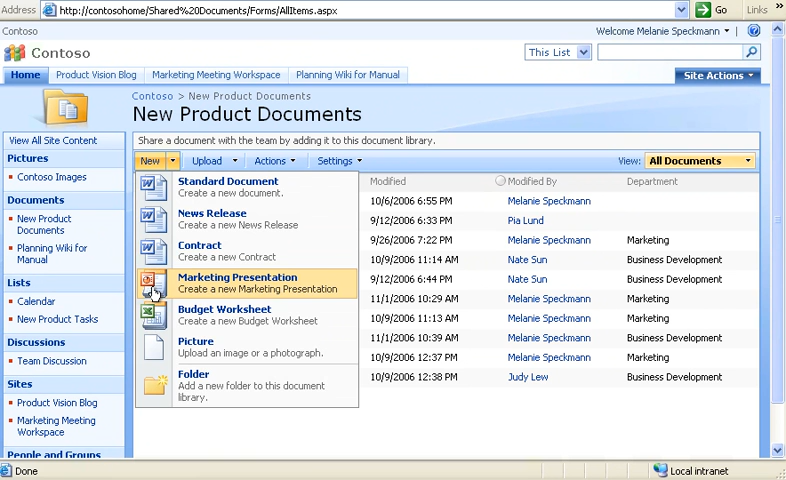 Address http://contosohome/Shared%20Documents/Forms/AllItems.aspx Go Links »
Contoso Welcome Melanie Speckmann
Contoso This List
Home Product Vision Blog Marketing Meeting Workspace Planning Wiki for Manual Site Actions
Contoso > New Product Documents
New Product Documents
View All Site Content
Pictures
Contoso Images
Documents
New Product
Documents
Planning Wiki for
Manual
Lists
Calendar
New Product Tasks
Discussions
Team Discussion
Sites
Product Vision Blog
Marketing Meeting
Workspace
People and Groups
Share a document with the team by adding it to this document library.
New Upload Actions Settings View: All Documents
Standard Document
Create a new document.
News Release
Create a new News Release
Contract
Create a new Contract
Marketing Presentation
Create a new Marketing Presentation
Budget Worksheet
Create a new Budget Worksheet
Picture
Upload an image or a photograph.
Folder
Add a new folder to this document
library.
Modified Modified By Department
10/6/2006 6:55 PM Melanie Speckmann
9/12/2006 6:33 PM Pia Lund
9/26/2006 7:22 PM Melanie Speckmann Marketing
10/9/2006 11:14 AM Nate Sun Business Development
9/12/2006 6:44 PM Nate Sun Business Development
11/1/2006 10:29 AM Melanie Speckmann Marketing
10/9/2006 11:13 AM Melanie Speckmann Marketing
11/1/2006 10:39 AM Melanie Speckmann Business Development
10/9/2006 12:37 PM Melanie Speckmann Marketing
10/9/2006 12:38 PM Judy Lew Business Development
Done Local intranet